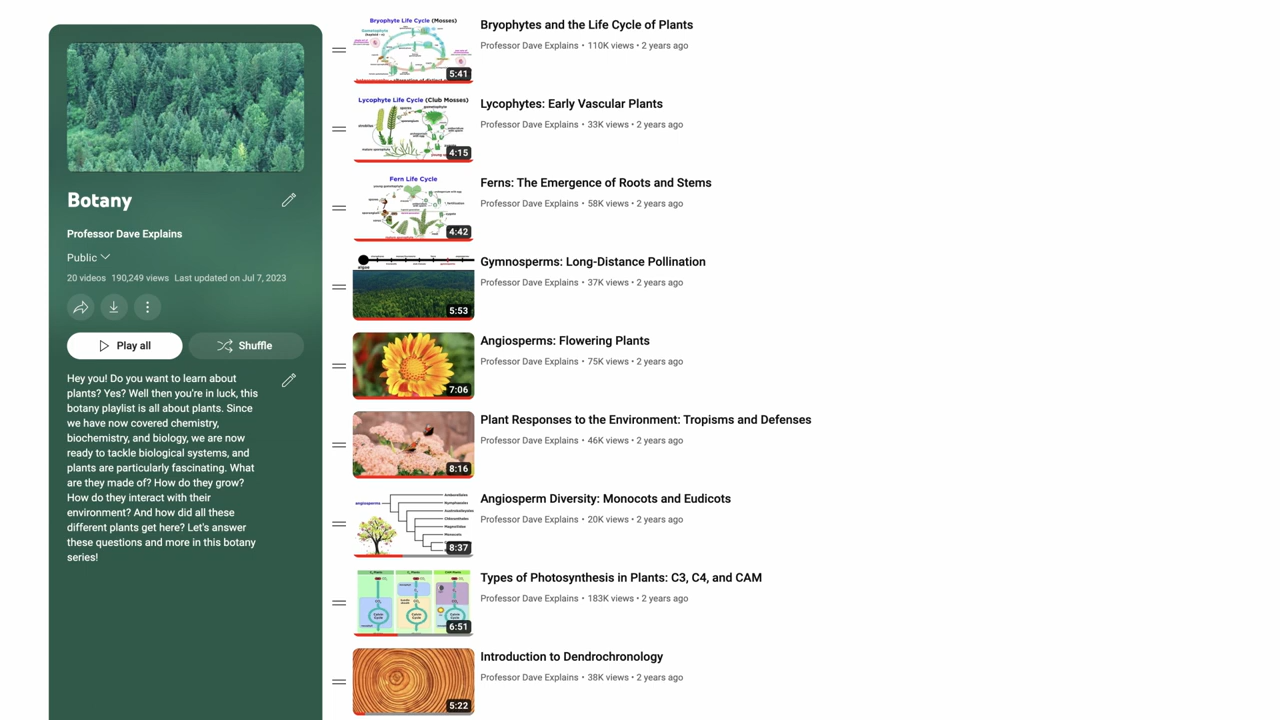 Botany
Professor Dave Explains
Public
20 videos 190,249 views Last updated on Jul 7, 2023
Play all
Shuffle
Hey you! Do you want to learn about
plants? Yes? Well then you're in luck, this
botany playlist is all about plants. Since
we have now covered chemistry,
biochemistry, and biology, we are now
ready to tackle biological systems, and
plants are particularly fascinating. What
are they made of? How do they grow?
How do they interact with their
environment? And how did all these
different plants get here? Let's answer
these questions and more in this botany
series!
Bryophyte Life Cycle (Mosses)
5:41
Bryophytes and the Life Cycle of Plants
Professor Dave Explains • 110K views • 2 years ago
Lycophyte Life Cycle (Club Mosses)
4:15
Lycophytes: Early Vascular Plants
Professor Dave Explains • 33K views • 2 years ago
Fern Life Cycle
4:42
Ferns: The Emergence of Roots and Stems
Professor Dave Explains • 58K views • 2 years ago
algae
5:53
Gymnosperms: Long-Distance Pollination
Professor Dave Explains • 37K views • 2 years ago
7:06
Angiosperms: Flowering Plants
Professor Dave Explains • 75K views • 2 years ago
8:16
Plant Responses to the Environment: Tropisms and Defenses
Professor Dave Explains • 46K views • 2 years ago
angiosperms
8:37
Angiosperm Diversity: Monocots and Eudicots
Professor Dave Explains • 20K views • 2 years ago
6:51
Types of Photosynthesis in Plants: C3, C4, and CAM
Professor Dave Explains • 183K views • 2 years ago
5:22
Introduction to Dendrochronology
Professor Dave Explains • 38K views • 2 years ago